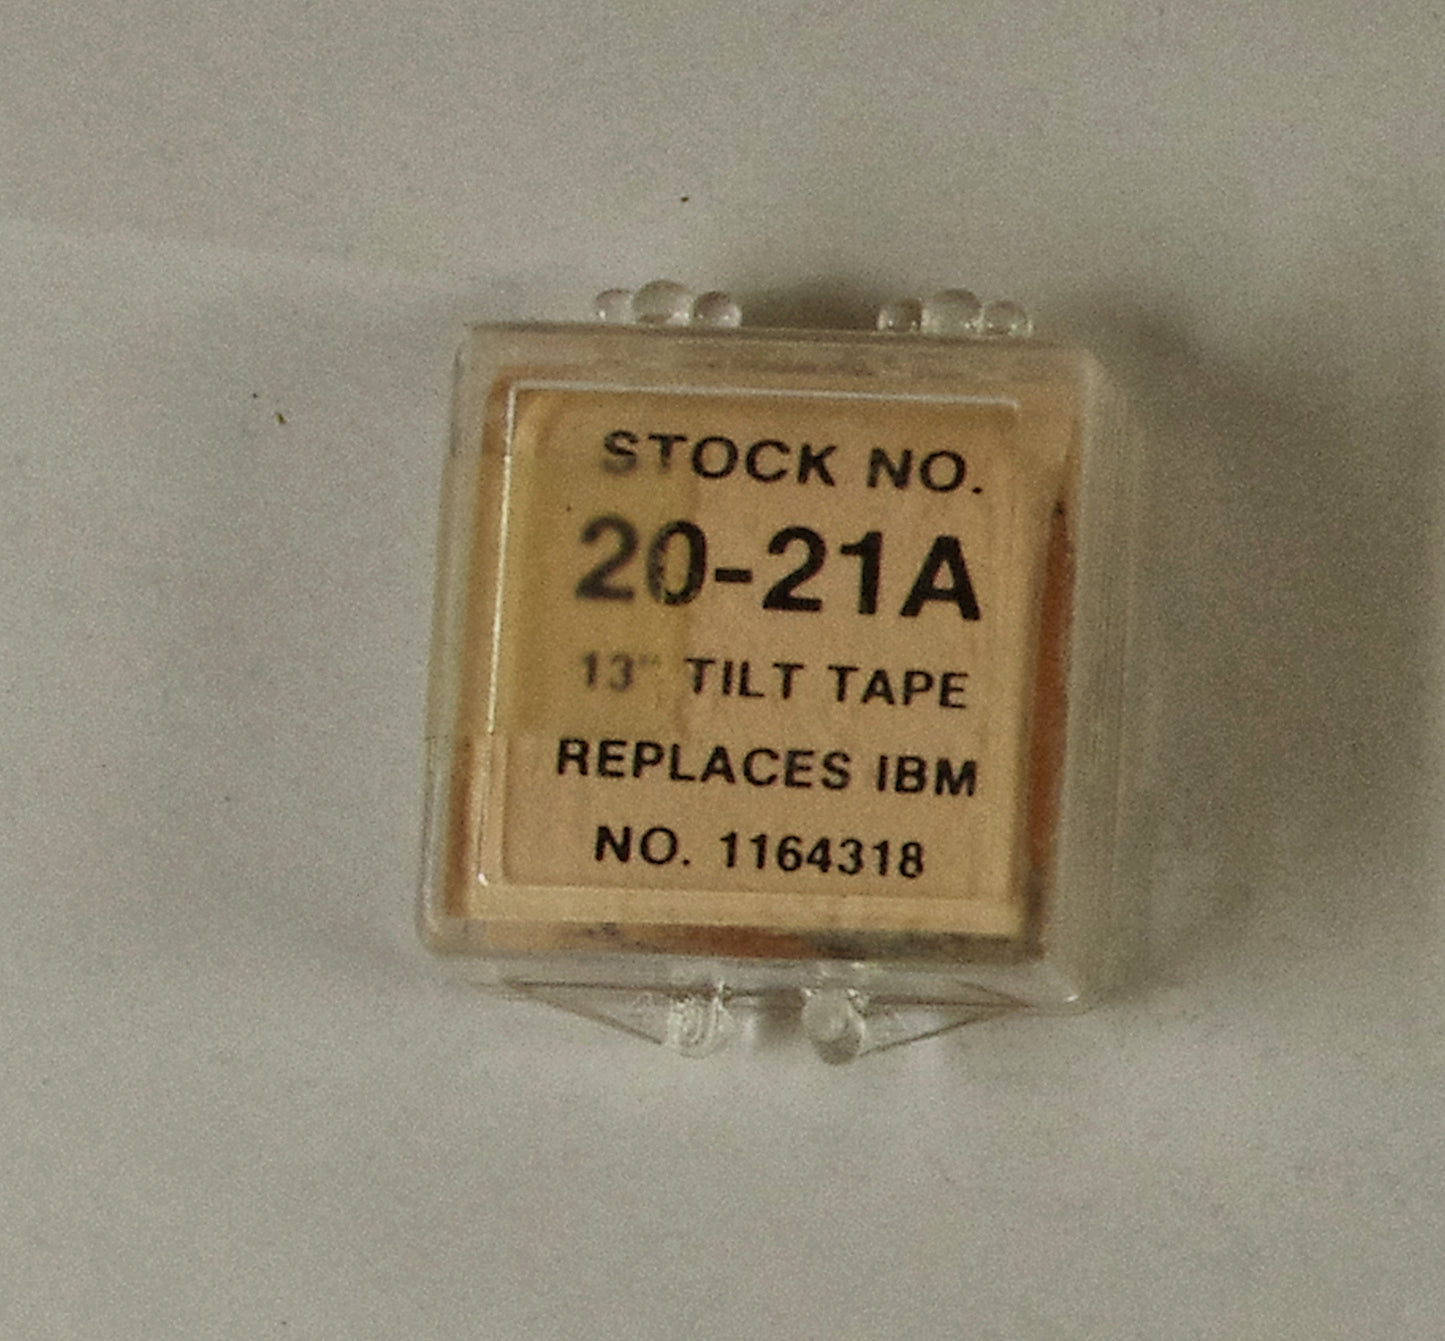 STOCK NO.
20-21A
13" TILT TAPE
REPLACES IBM
NO. 1164318